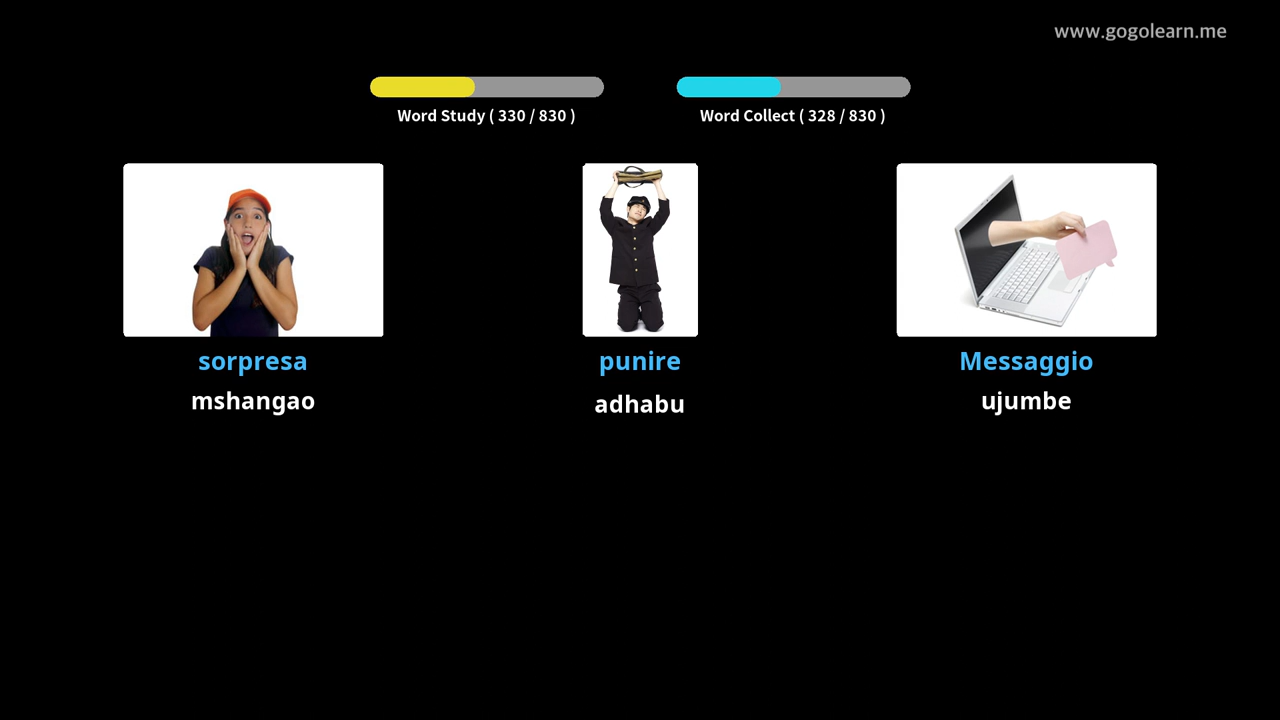 www.gogolearn.me
Word Study ( 330 / 830 )
Word Collect ( 328 / 830 )
sorpresa
mshangao
punire
adhabu
Messaggio
ujumbe